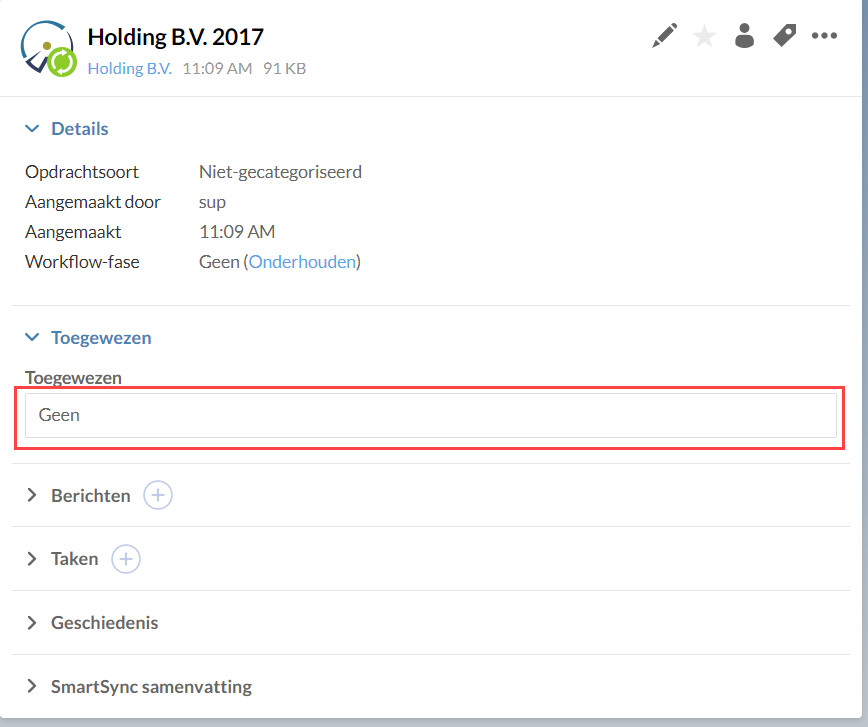 Holding B.V. 2017
Holding B.V. 11:09 AM 91 KB
Details
Opdrachtsoort Niet-gecategoriseerd
Aangemaakt door sup
Aangemaakt 11:09 AM
Workflow-fase Geen (Onderhouden)
Toegewezen
Toegewezen
Geen
Berichten
Taken
Geschiedenis
SmartSync samenvatting